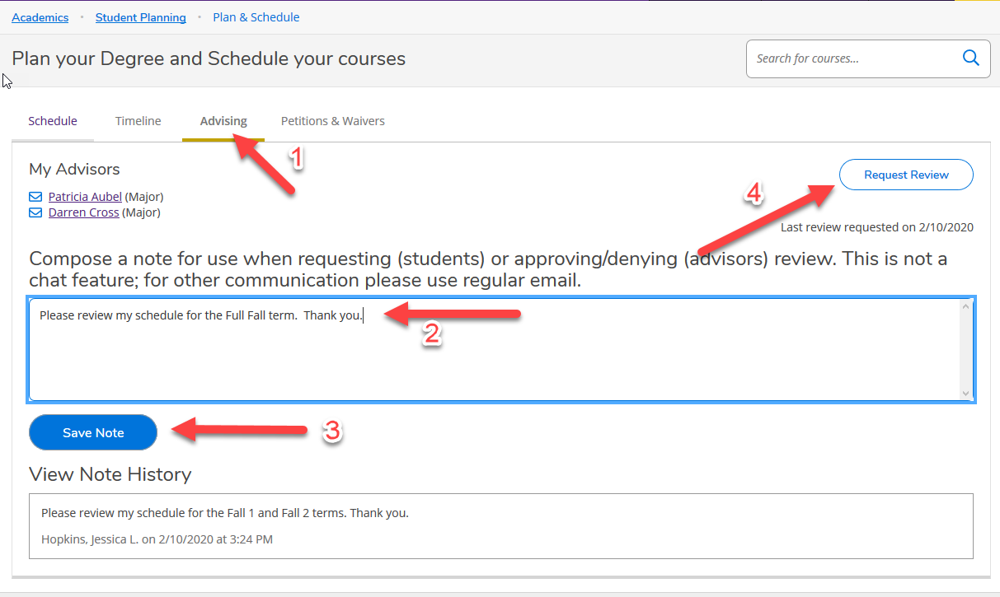 Academics • Student Planning • Plan & Schedule
Plan your Degree and Schedule your courses
Search for courses...
Schedule Timeline Advising Petitions & Waivers
1
My Advisors
Request Review
4
Patricia Aubel (Major)
Darren Cross (Major)
Last review requested on 2/10/2020
Compose a note for use when requesting (students) or approving/denying (advisors) review. This is not a
chat feature; for other communication please use regular email.
Please review my schedule for the Full Fall term.  Thank you.
2
Save Note
3
View Note History
Please review my schedule for the Fall 1 and Fall 2 terms. Thank you.
Hopkins, Jessica L. on 2/10/2020 at 3:24 PM